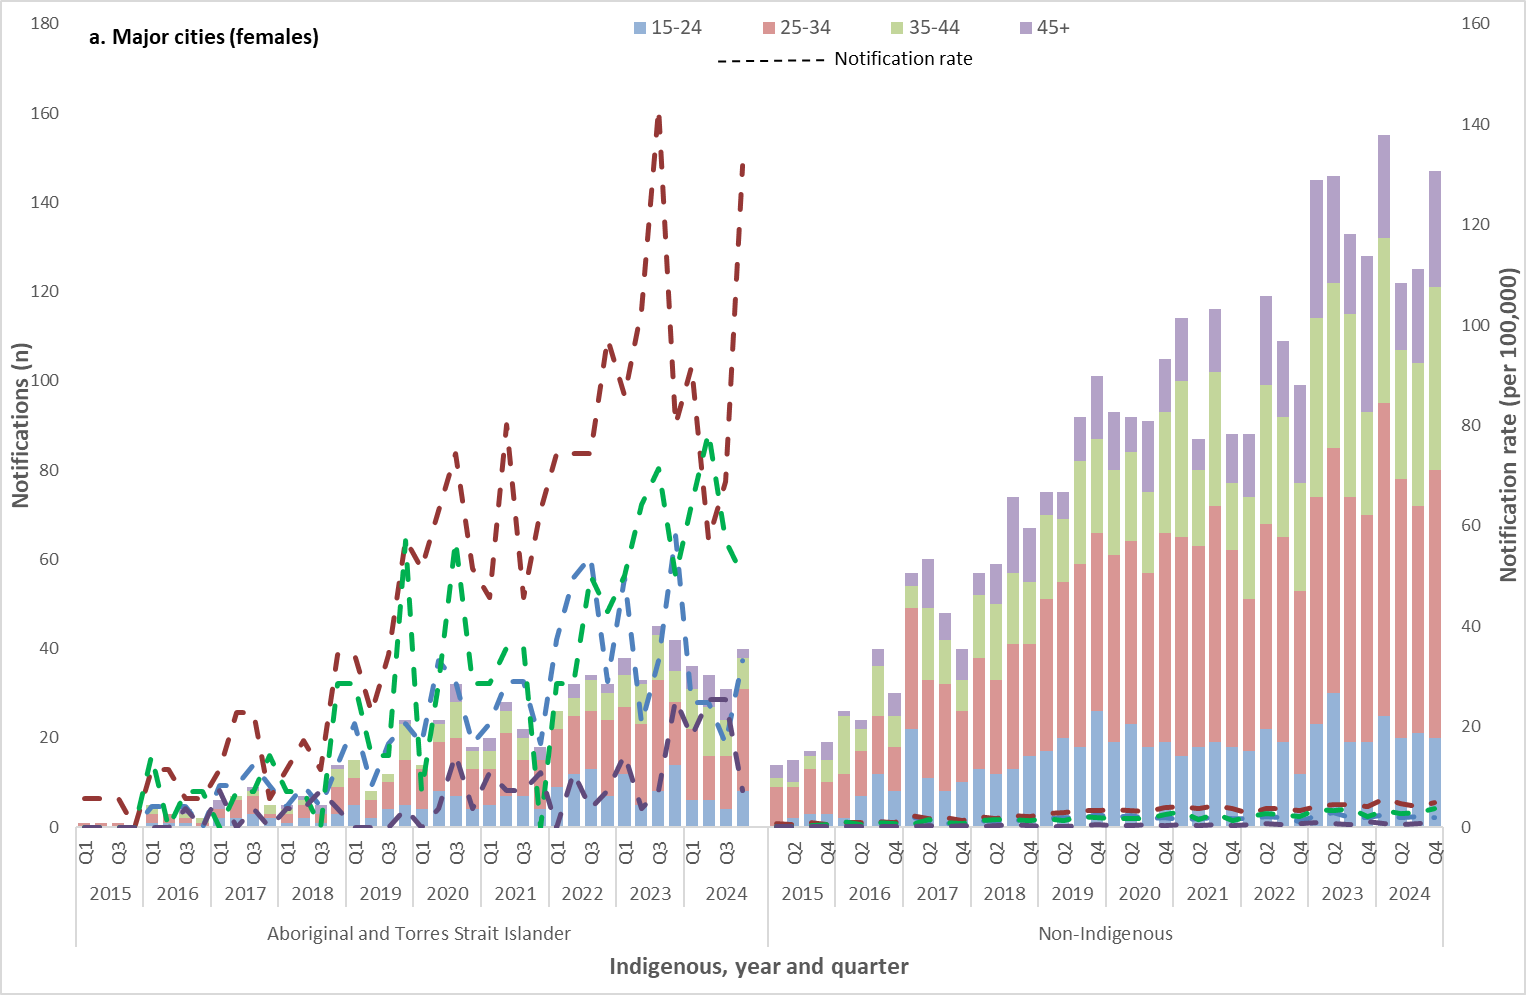 180
160
140
120
100
80
60
40
20
0
Notifications (n)
a. Major cities (females)
15-24 25-34 35-44 45+
Notification rate
160
140
120
100
80
60
40
20
0
Notification rate (per 100,000)
Q1 Q3 Q1 Q3 Q1 Q3 Q1 Q3 Q1 Q3 Q1 Q3 Q1 Q3 Q1 Q3 Q1 Q3 Q1 Q3 Q2 Q4 Q2 Q4 Q2 Q4 Q2 Q4 Q2 Q4 Q2 Q4 Q2 Q4 Q2 Q4 Q2 Q4 Q2 Q4
2015 2016 2017 2018 2019 2020 2021 2022 2023 2024 2015 2016 2017 2018 2019 2020 2021 2022 2023 2024
Aboriginal and Torres Strait Islander Non-Indigenous
Indigenous, year and quarter